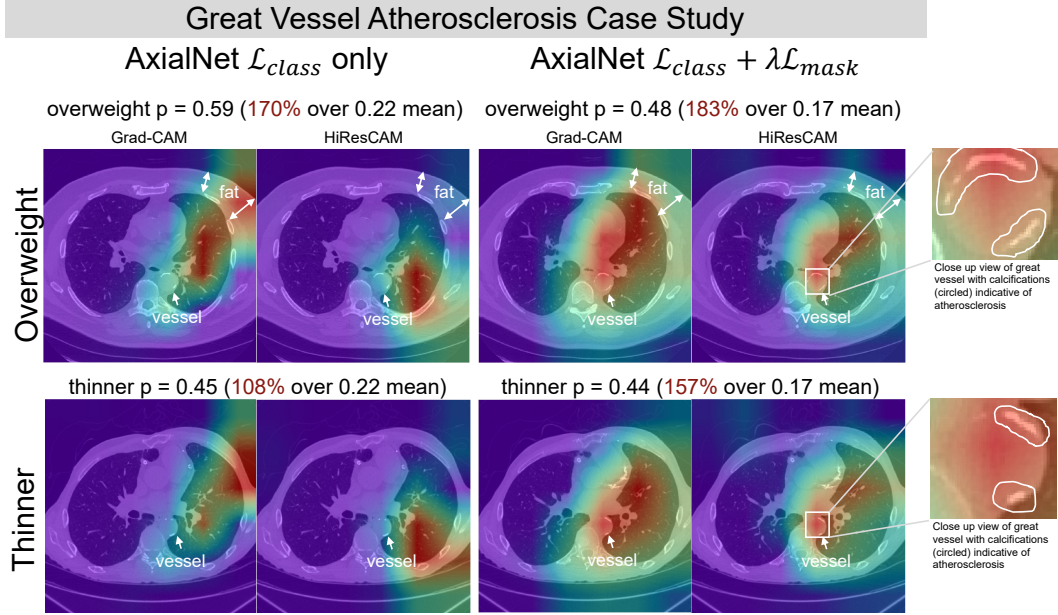 Great Vessel Atherosclerosis Case Study
AxialNet ℒ_class only
AxialNet ℒ_class + λℒ_mask
overweight p = 0.59 (170% over 0.22 mean)
overweight p = 0.48 (183% over 0.17 mean)
Grad-CAM
HiResCAM
Grad-CAM
HiResCAM
Overweight
fat
vessel
fat
vessel
fat
vessel
fat
vessel
Close up view of great
vessel with calcifications
(circled) indicative of
atherosclerosis
thinner p = 0.45 (108% over 0.22 mean)
thinner p = 0.44 (157% over 0.17 mean)
Thinner
vessel
vessel
vessel
vessel
Close up view of great
vessel with calcifications
(circled) indicative of
atherosclerosis